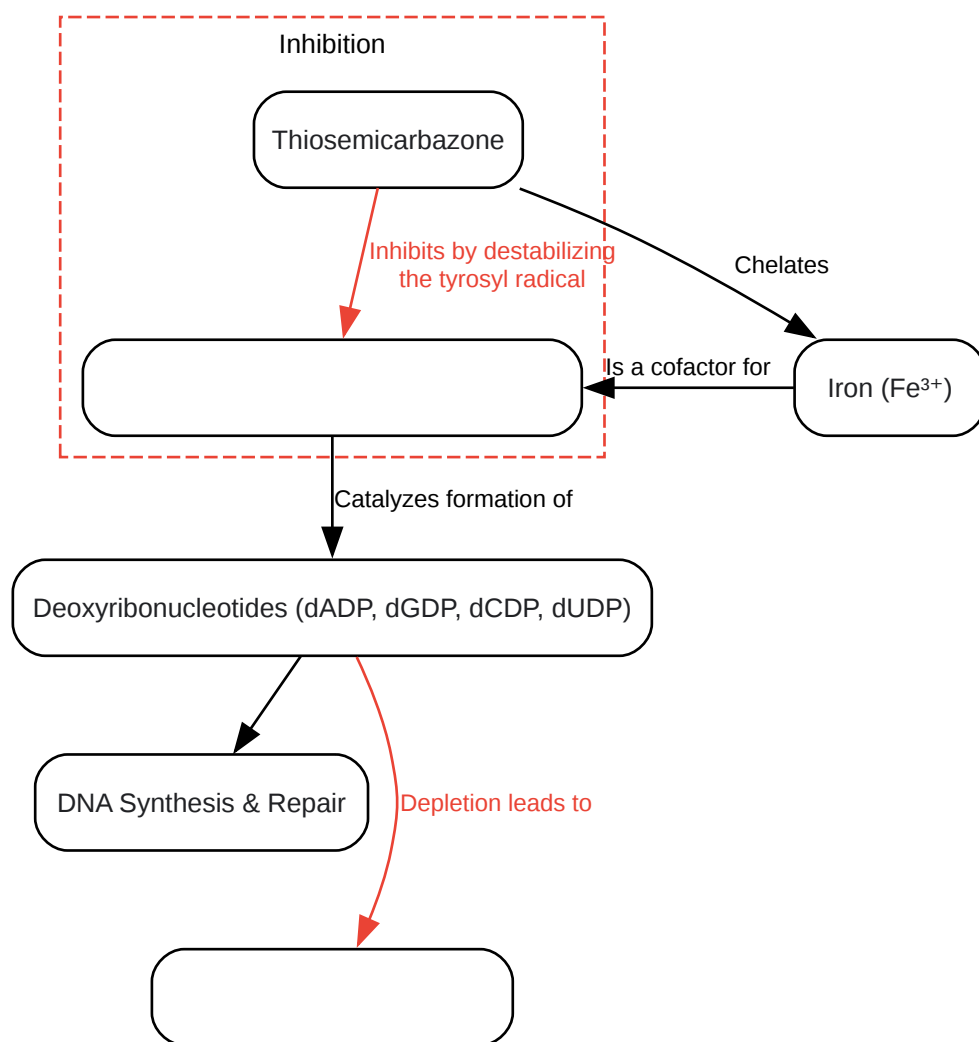 Inhibition
Thiosemicarbazone
Inhibits by destabilizing
the tyrosyl radical
Chelates
Is a cofactor for
Iron (Fe³⁺)
Catalyzes formation of
Deoxyribonucleotides (dADP, dGDP, dCDP, dUDP)
DNA Synthesis & Repair
Depletion leads to